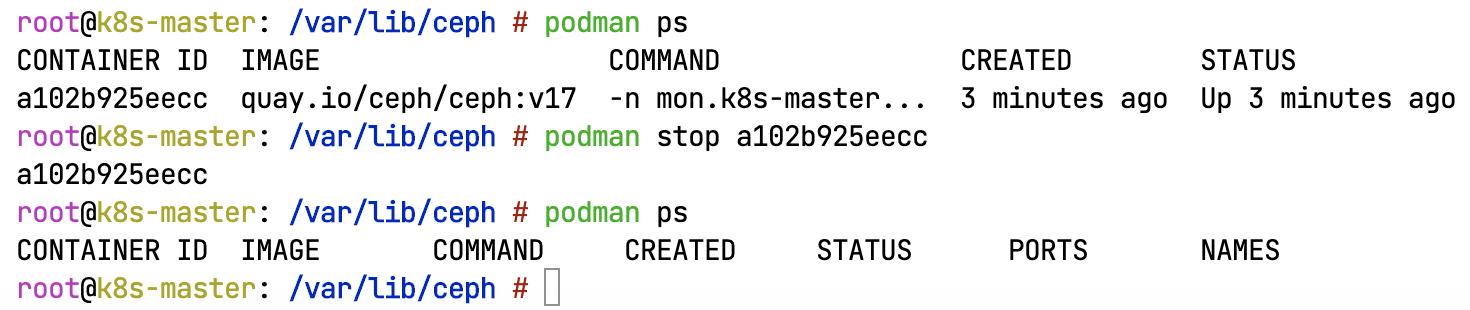 root@k8s-master: /var/lib/ceph # podman ps
CONTAINER ID  IMAGE                  COMMAND               CREATED        STATUS
a102b925eecc  quay.io/ceph/ceph:v17  -n mon.k8s-master...  3 minutes ago  Up 3 minutes ago
root@k8s-master: /var/lib/ceph # podman stop a102b925eecc
a102b925eecc
root@k8s-master: /var/lib/ceph # podman ps
CONTAINER ID  IMAGE       COMMAND     CREATED     STATUS      PORTS       NAMES
root@k8s-master: /var/lib/ceph #